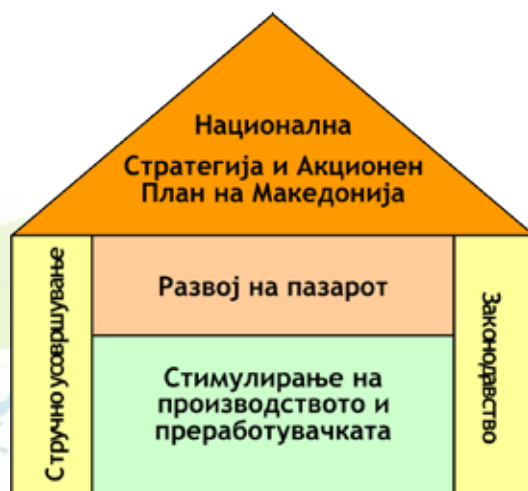 Национална
Стратегија и Акционен
План на Македонија
Стручно усовршување
Развој на пазарот
Стимулирање на
производството и
преработувачката
Законодавство